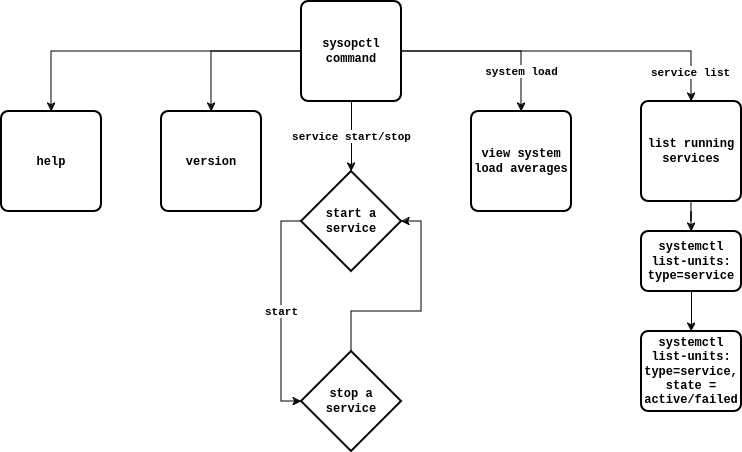 sysopctl
command
system load
service list
service start/stop
help
version
view system
load averages
list running
services
start a
service
systemctl
list-units:
type=service
start
stop a
service
systemctl
list-units:
type=service,
state =
active/failed